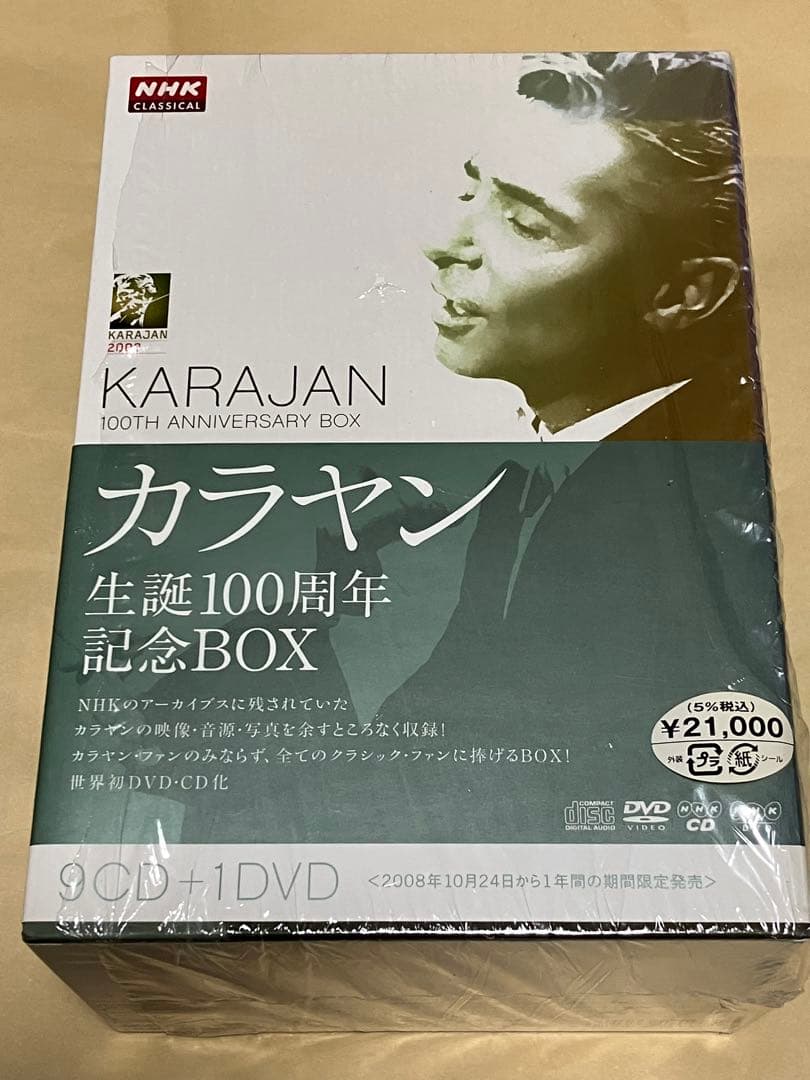 NHK
CLASSICAL
KARAJAN
KARAJAN
100TH ANNIVERSARY BOX
カラヤン
生誕100周年
記念BOX
NHKのアーカイブスに残されていた
カラヤンの映像・音源・写真を余すところなく収録!
カラヤン・ファンのみならず、全てのクラシック・ファンに捧げるBOX!
世界初DVD・CD化
(5%税込)
¥21,000
外装 プラ 紙 シール
COMPACT
disc
DIGITAL AUDIO
DVD
VIDEO
NHK
CD
NHK
9CD+1DVD
<2008年10月24日から1年間の期間限定発売>